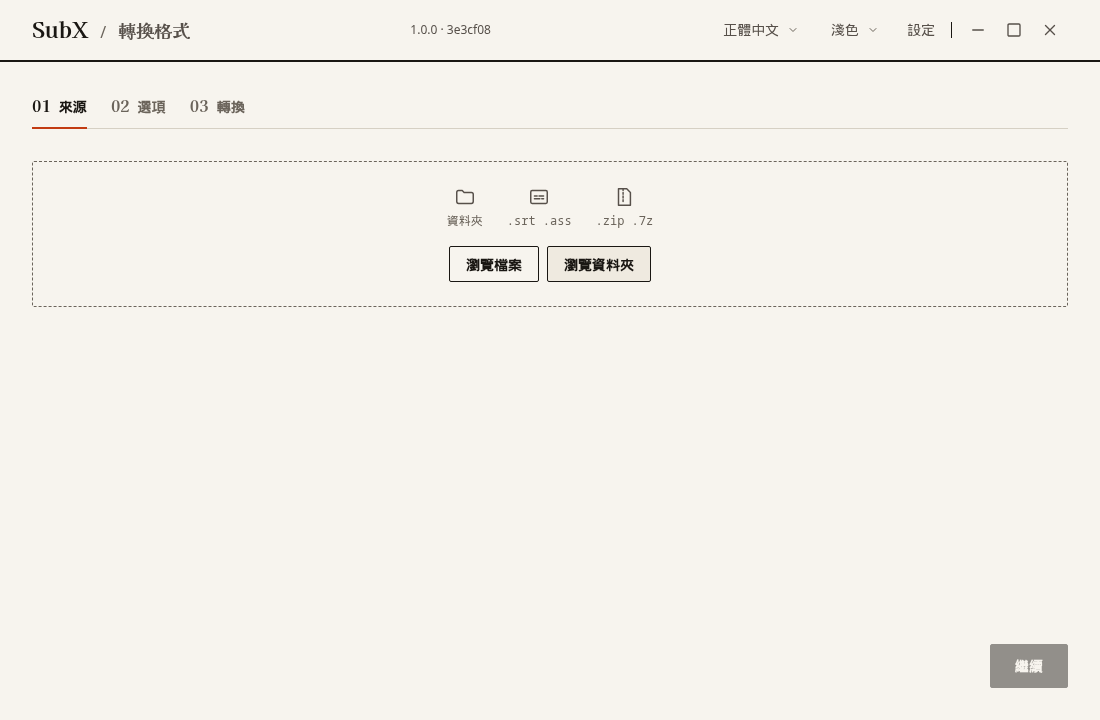 SubX / 轉換格式
1.0.0 · 3e3cf08
正體中文
淺色
設定
01 來源
02 選項
03 轉換
資料夾
.srt .ass
.zip .7z
瀏覽檔案
瀏覽資料夾
繼續